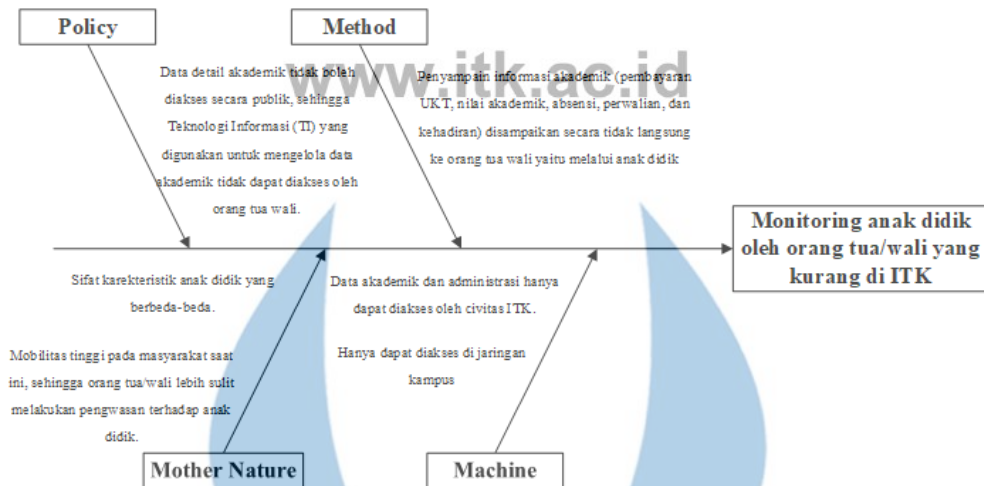 Policy
Method
www.itk.ac.id
Data detail akademik tidak boleh
diakses secara publik, sehingga
Teknologi Informasi (TI) yang
digunakan untuk mengelola data
akademik tidak dapat diakses oleh
orang tua wali.
Penyampain informasi akademik (pembayaran
UKT, nilai akademik, absensi, perwalian, dan
kehadiran) disampaikan secara tidak langsung
ke orang tua wali yaitu melalui anak didik
Monitoring anak didik
oleh orang tua/wali yang
kurang di ITK
Sifat karekteristik anak didik yang
berbeda-beda.
Mobilitas tinggi pada masyarakat saat
ini, sehingga orang tua/wali lebih sulit
melakukan pengwasan terhadap anak
didik.
Data akademik dan administrasi hanya
dapat diakses oleh civitas ITK.
Hanya dapat diakses di jaringan
kampus
Mother Nature
Machine